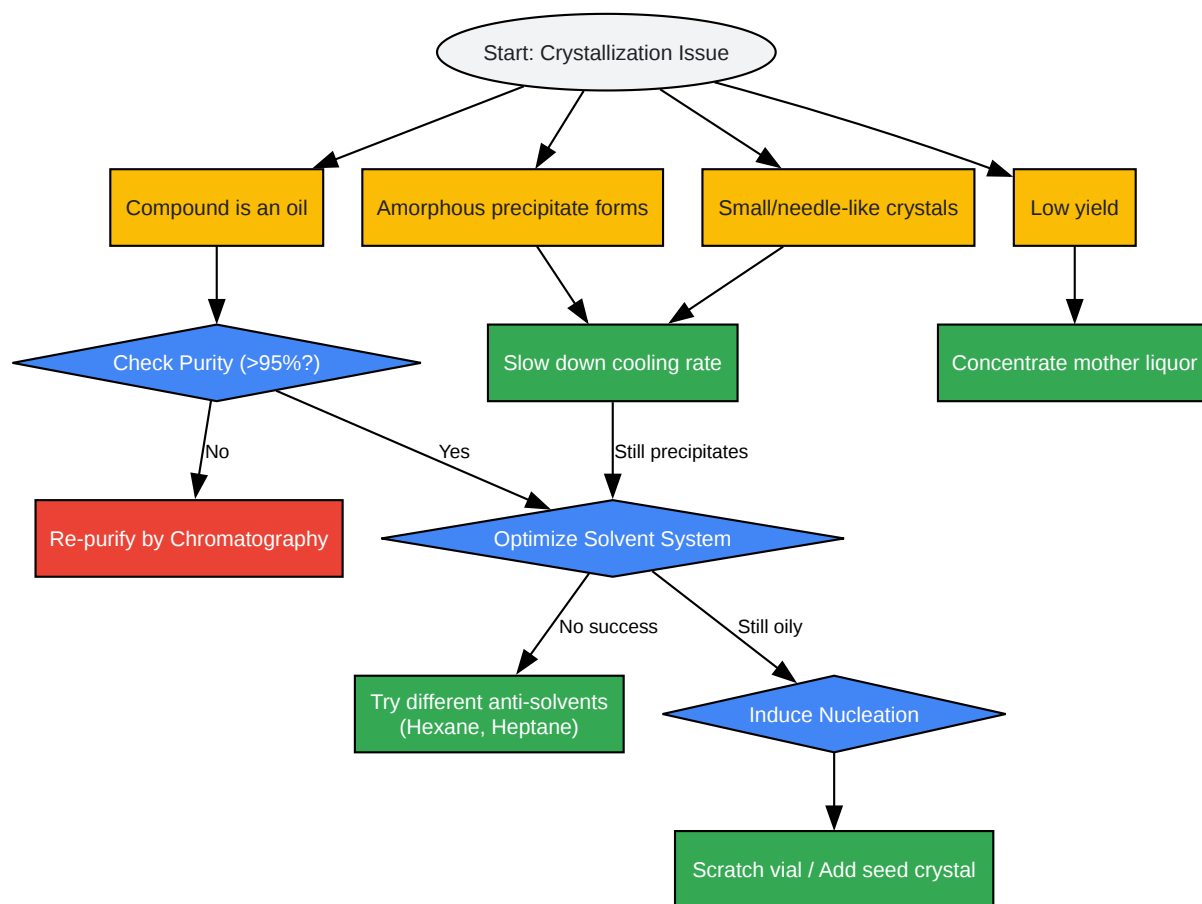 Start: Crystallization Issue
Compound is an oil
Amorphous precipitate forms
Small/needle-like crystals
Low yield
Check Purity (>95%?)
Slow down cooling rate
Concentrate mother liquor
No
Yes
Still precipitates
Re-purify by Chromatography
Optimize Solvent System
No success
Still oily
Try different anti-solvents
(Hexane, Heptane)
Induce Nucleation
Scratch vial / Add seed crystal